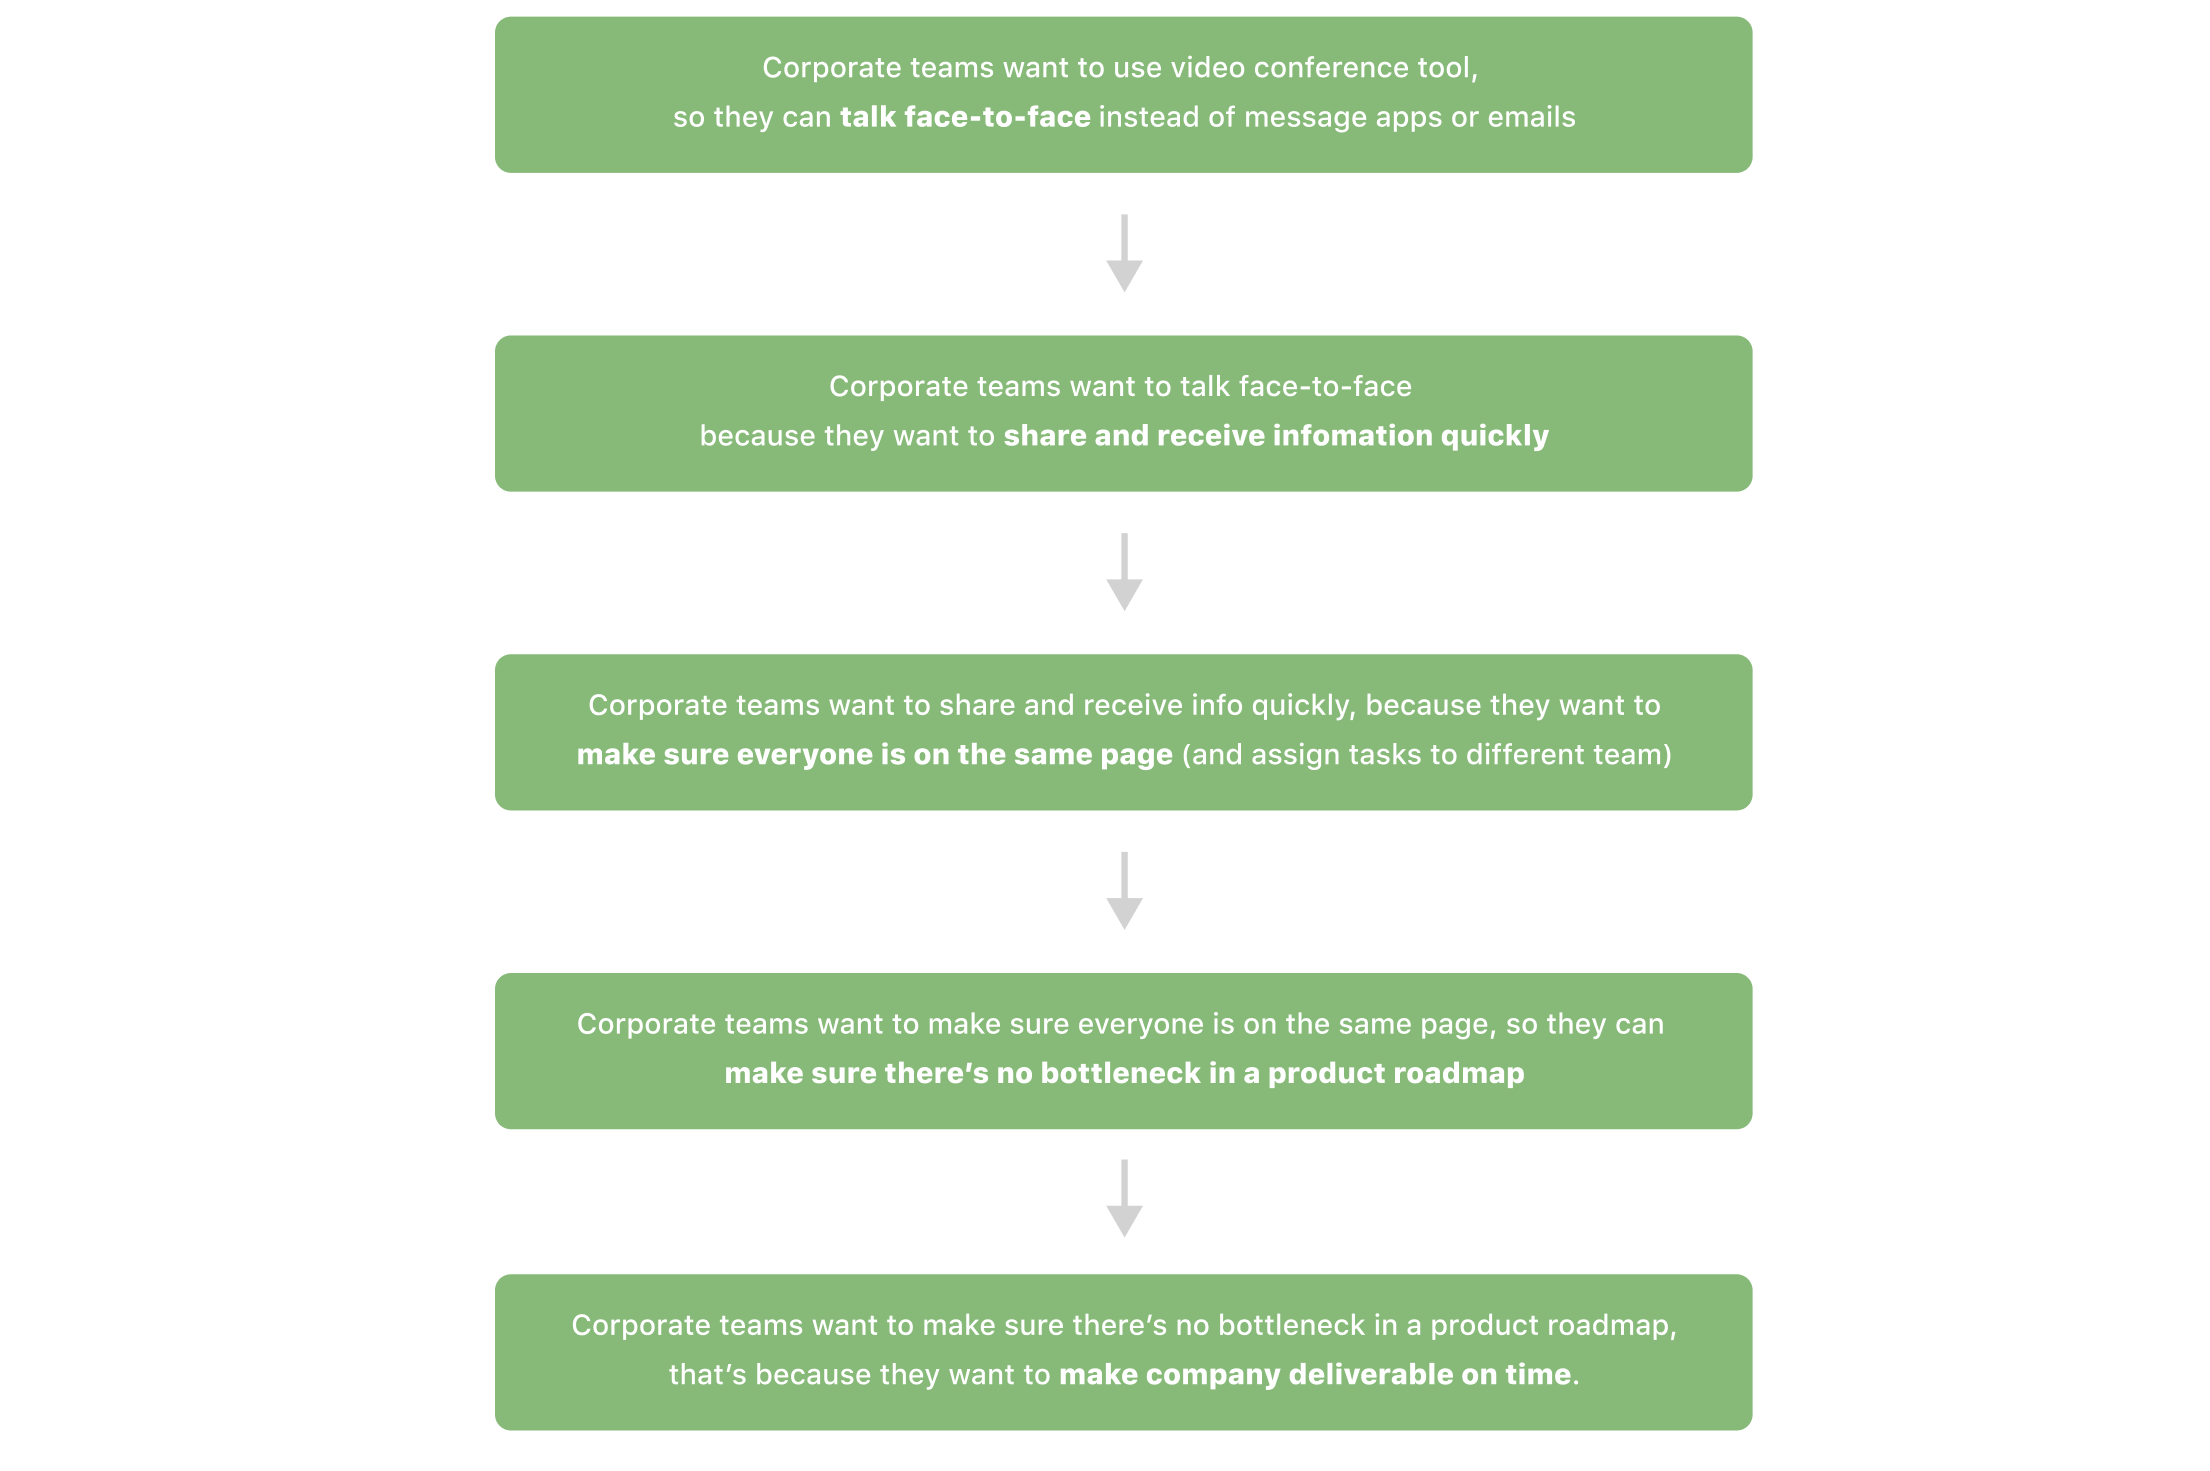 Corporate teams want to use video conference tool,
so they can talk face-to-face instead of message apps or emails
Corporate teams want to talk face-to-face
because they want to share and receive infomation quickly
Corporate teams want to share and receive info quickly, because they want to
make sure everyone is on the same page (and assign tasks to different team)
Corporate teams want to make sure everyone is on the same page, so they can
make sure there’s no bottleneck in a product roadmap
Corporate teams want to make sure there’s no bottleneck in a product roadmap,
that’s because they want to make company deliverable on time.